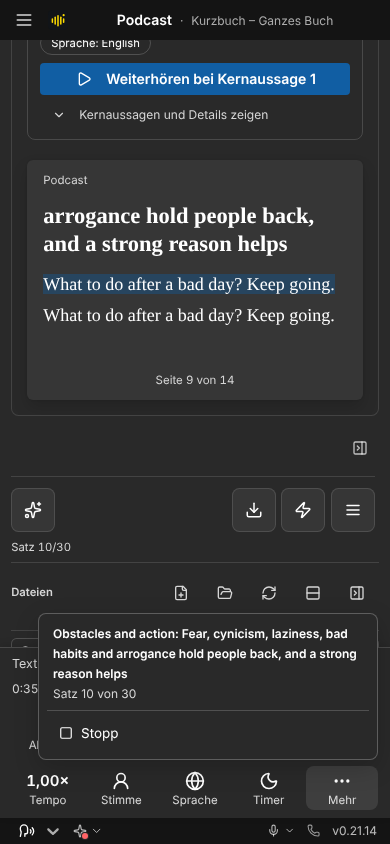 Podcast · Kurzbuch – Ganzes Buch
Sprache: English
Weiterhören bei Kernaussage 1
Kernaussagen und Details zeigen
Podcast
arrogance hold people back,
and a strong reason helps
What to do after a bad day? Keep going.
What to do after a bad day? Keep going.
Seite 9 von 14
Satz 10/30
Dateien
Text
0:35
Obstacles and action: Fear, cynicism, laziness, bad
habits and arrogance hold people back, and a strong
reason helps
Satz 10 von 30
Stopp
1,00×
Tempo
Stimme
Sprache
Timer
Mehr
v0.21.14